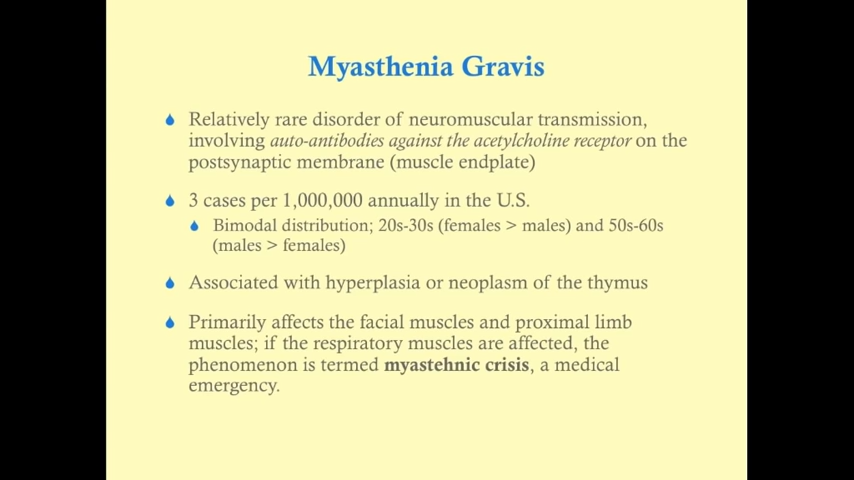 Myasthenia Gravis
Relatively rare disorder of neuromuscular transmission,
involving auto-antibodies against the acetylcholine receptor on the
postsynaptic membrane (muscle endplate)
3 cases per 1,000,000 annually in the U.S.
Bimodal distribution; 20s-30s (females > males) and 50s-60s
(males > females)
Associated with hyperplasia or neoplasm of the thymus
Primarily affects the facial muscles and proximal limb
muscles; if the respiratory muscles are affected, the
phenomenon is termed myastehnic crisis, a medical
emergency.